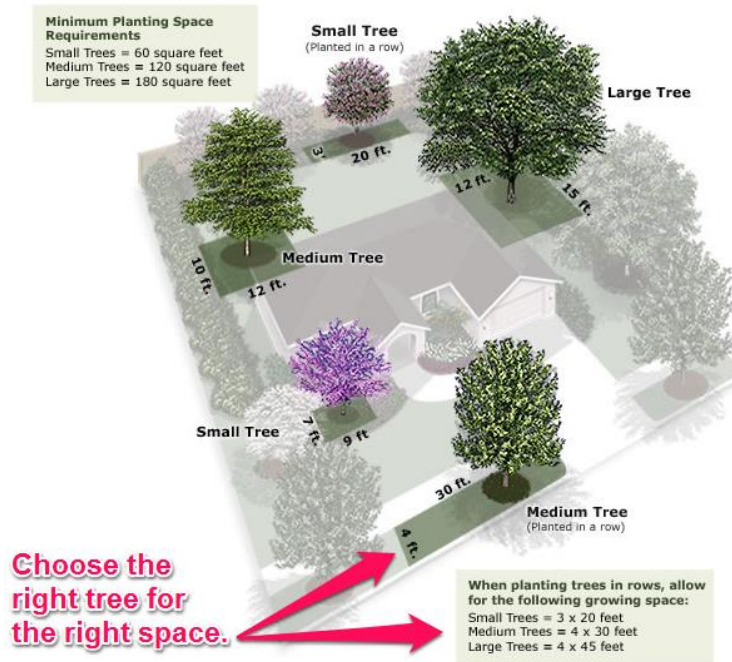 Minimum Planting Space
Requirements
Small Trees = 60 square feet
Medium Trees = 120 square feet
Large Trees = 180 square feet
Small Tree
(Planted in a row)
Large Tree
3'
20 ft.
12 ft.
15 ft.
Medium Tree
10 ft.
12 ft.
Small Tree
7 ft.
9 ft
30 ft.
4 ft.
Medium Tree
(Planted in a row)
Choose the
right tree for
the right space.
When planting trees in rows, allow
for the following growing space:
Small Trees = 3 x 20 feet
Medium Trees = 4 x 30 feet
Large Trees = 4 x 45 feet